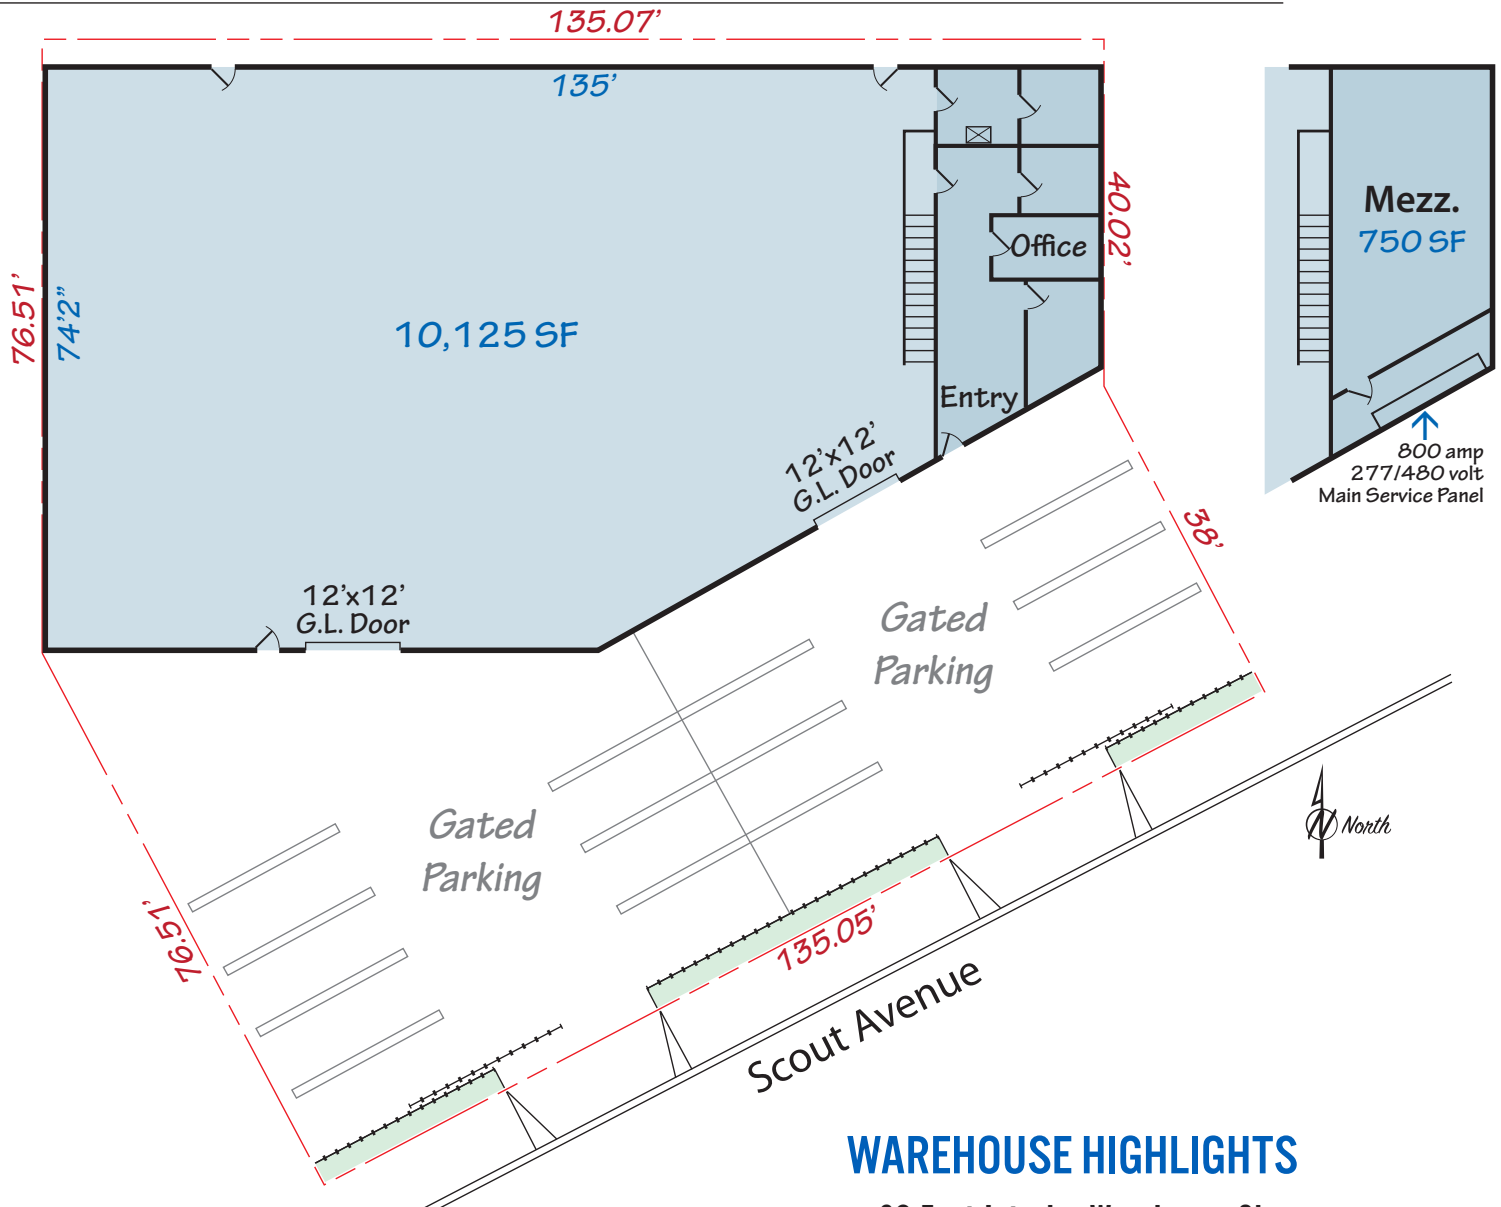 135.07'
135'
76.51'
74'2"
10,125 SF
40.02'
Office
Entry
12'x12'
G.L. Door
12'x12'
G.L. Door
Mezz.
750 SF
800 amp
277/480 volt
Main Service Panel
38'
Gated
Parking
Gated
Parking
76.51'
135.05'
Scout Avenue
N North
WAREHOUSE HIGHLIGHTS